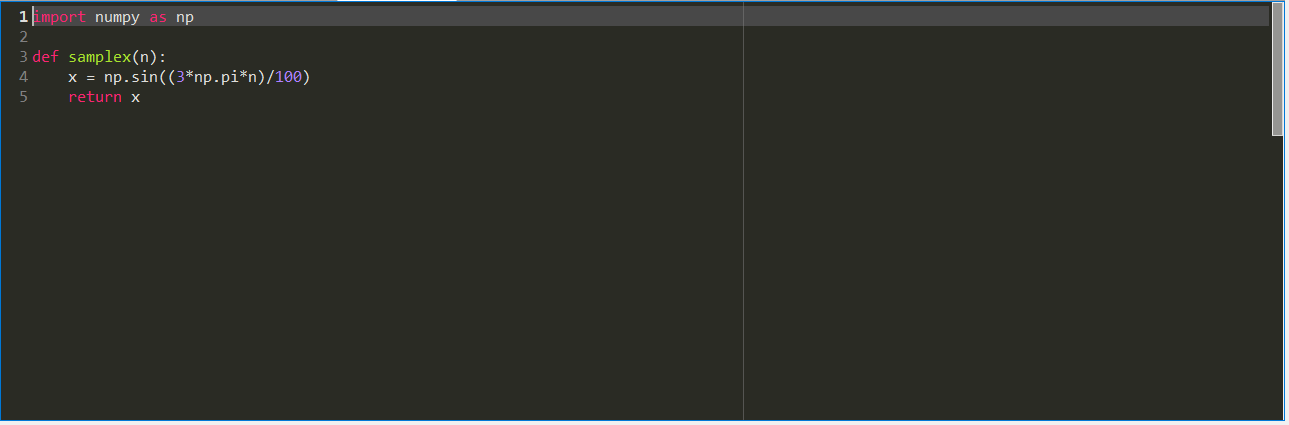 1 import numpy as np
2
3 def samplex(n):
4     x = np.sin((3*np.pi*n)/100)
5     return x